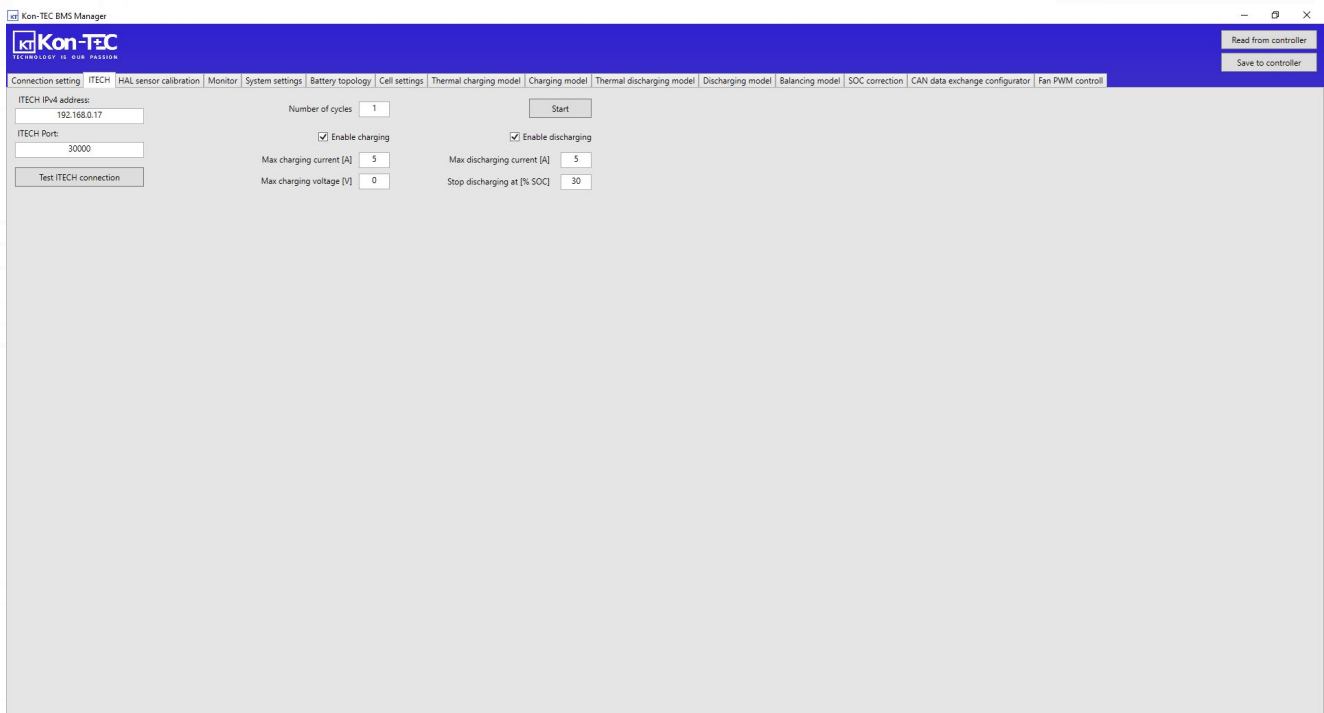 KT Kon-TEC BMS Manager
KT Kon-TEC
TECHNOLOGY IS OUR PASSION
Read from controller
Save to controller
Connection setting ITECH HAL sensor calibration Monitor System settings Battery topology Cell settings Thermal charging model Charging model Thermal discharging model Discharging model Balancing model SOC correction CAN data exchange configurator Fan PWM controll
ITECH IPv4 address:
192.168.0.17
ITECH Port:
30000
Test ITECH connection
Number of cycles 1
Start
Enable charging
Enable discharging
Max charging current [A] 5
Max discharging current [A] 5
Max charging voltage [V] 0
Stop discharging at [% SOC] 30